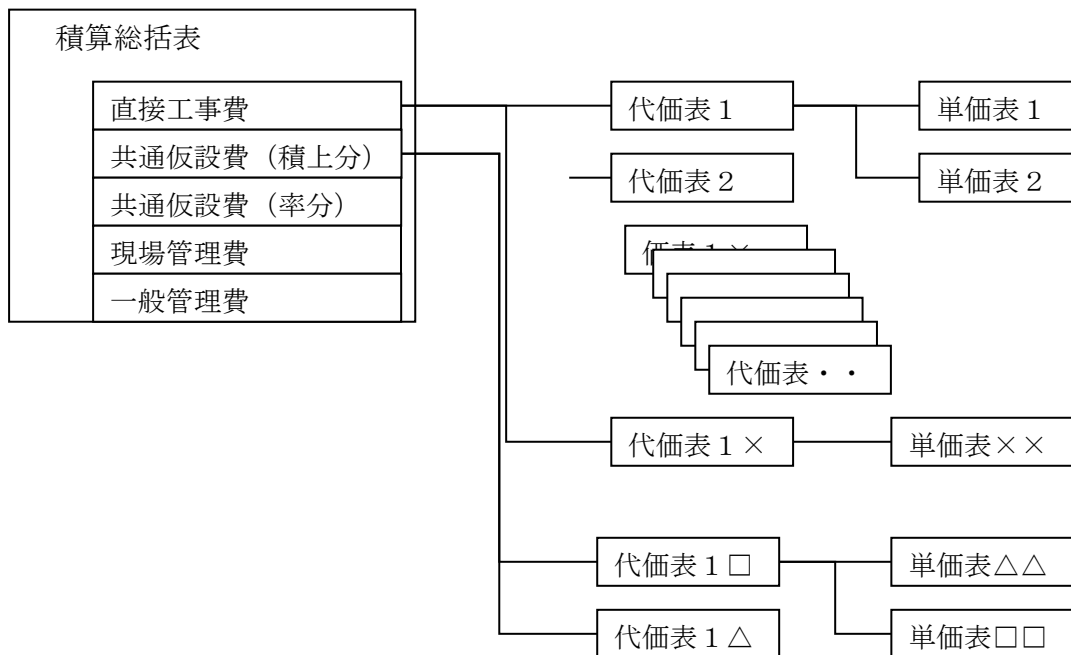 積算総括表
直接工事費
共通仮設費（積上分）
共通仮設費（率分）
現場管理費
一般管理費
代価表１
単価表１
代価表２
単価表２
価表１×
代価表・・
代価表１×
単価表××
代価表１□
単価表△△
代価表１△
単価表□□